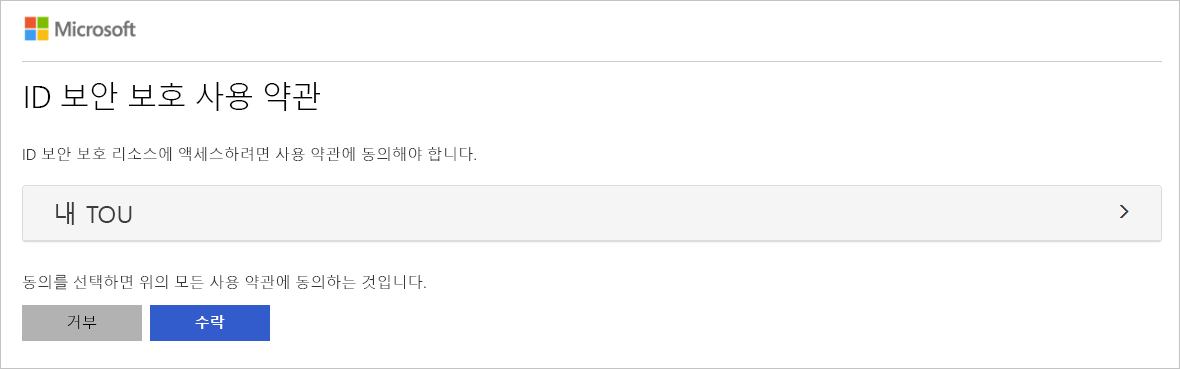 Microsoft
ID 보안 보호 사용 약관
ID 보안 보호 리소스에 액세스하려면 사용 약관에 동의해야 합니다.
내 TOU
동의를 선택하면 위의 모든 사용 약관에 동의하는 것입니다.
거부 수락